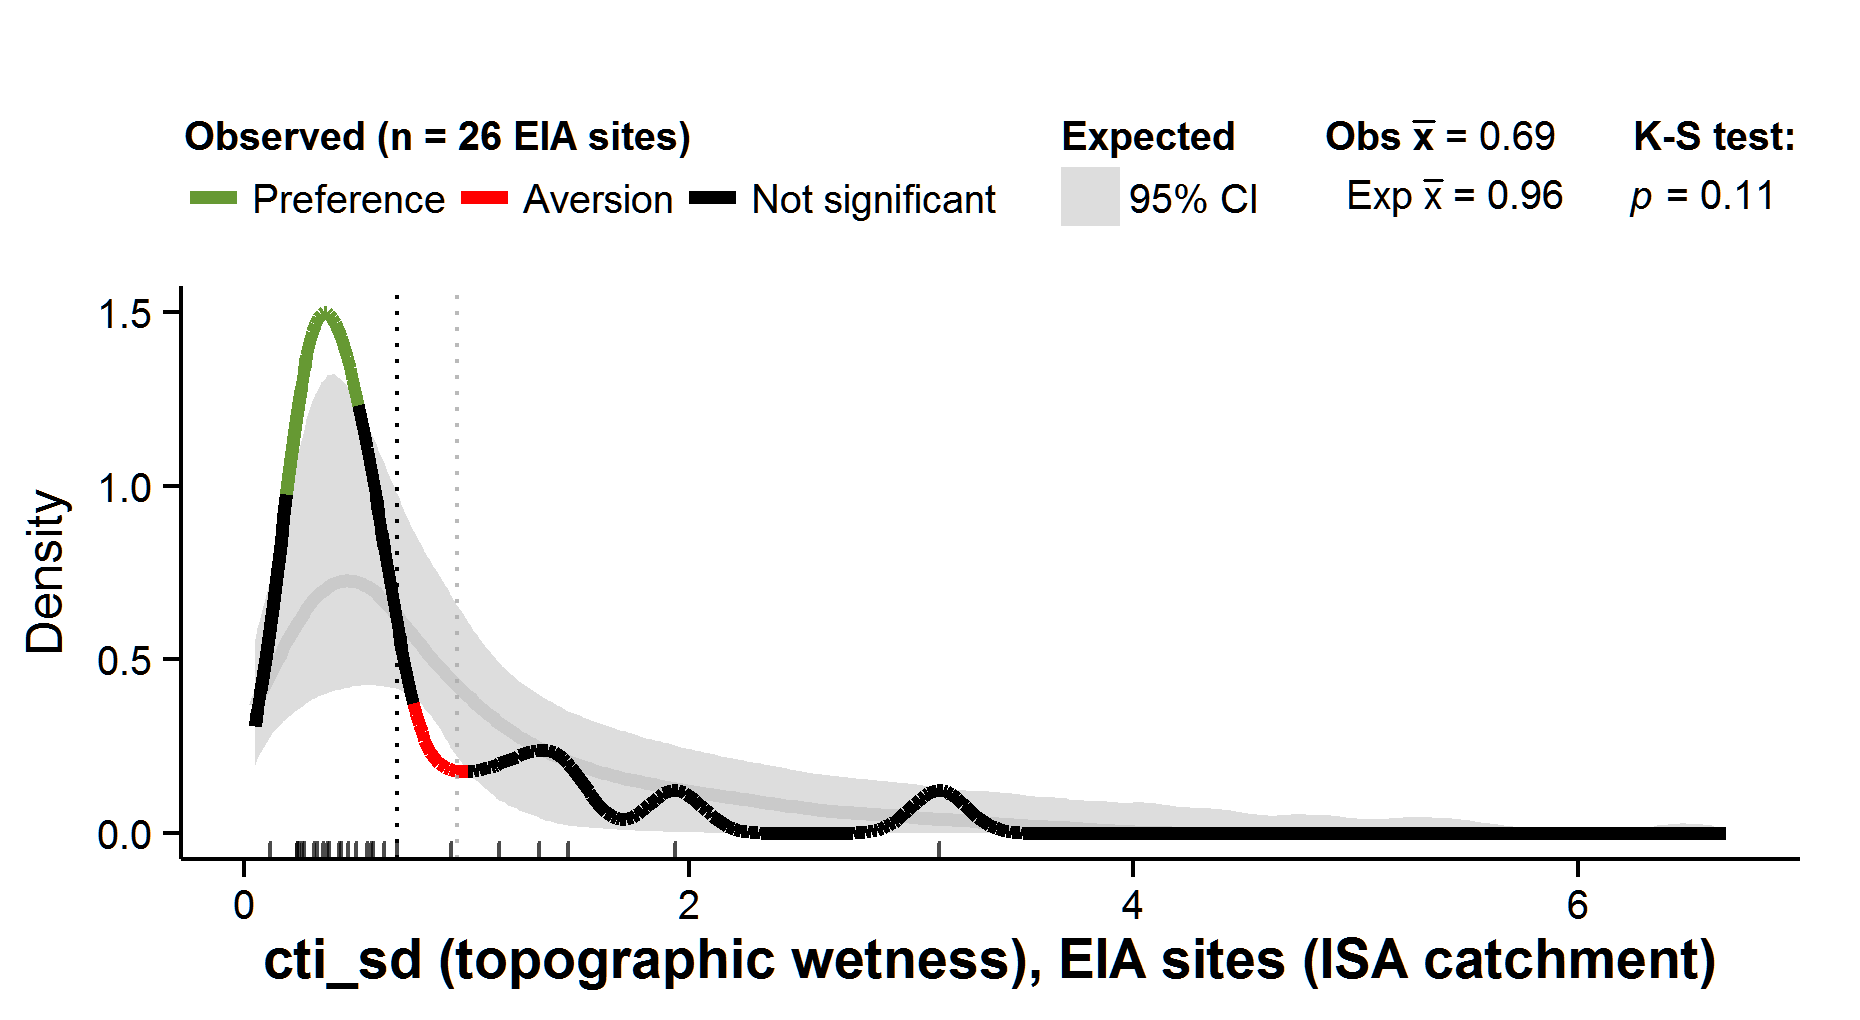 Observed (n = 26 EIA sites) Expected Obs x̅ = 0.69 K-S test:
Preference Aversion Not significant 95% CI Exp x̅ = 0.96 p = 0.11
1.5
1.0
0.5
0.0
Density
0 2 4 6
cti_sd (topographic wetness), EIA sites (ISA catchment)